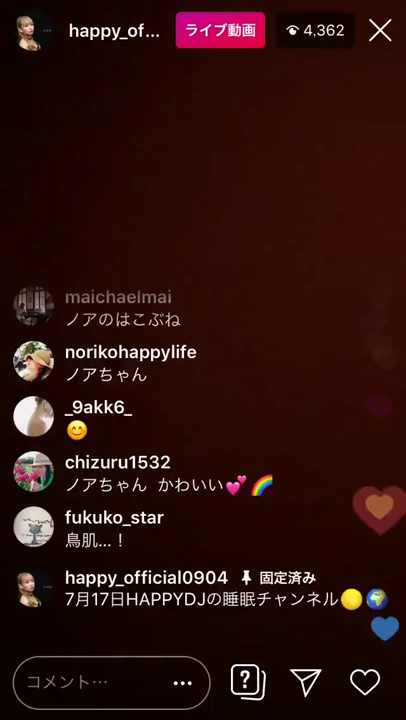 happy_of...
ライブ動画
4,362
maichaelmai
ノアのはこぶね
norikohappylife
ノアちゃん
_9akk6_
😊
chizuru1532
ノアちゃん かわいい💕🌈
fukuko_star
鳥肌...！
happy_official0904 📌 固定済み
7月17日HAPPYDJの睡眠チャンネル🌕🌍
コメント…